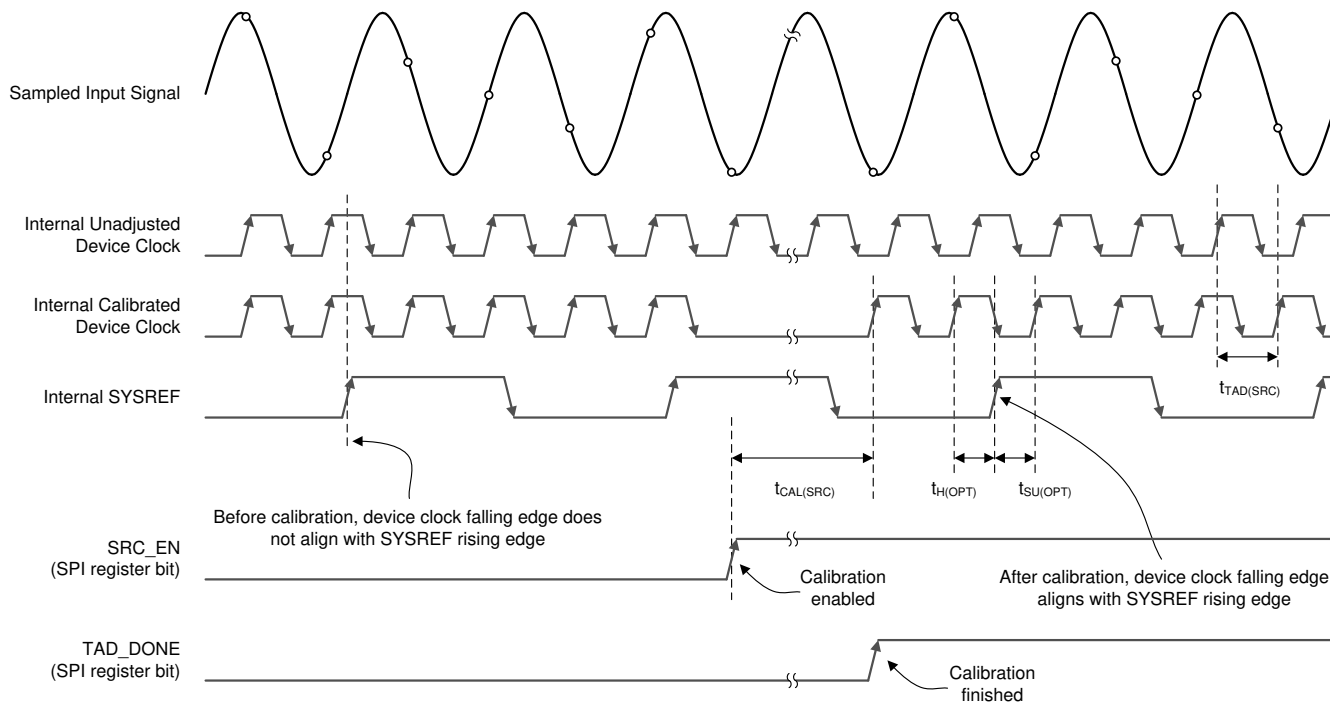 Sampled Input Signal
Internal Unadjusted
Device Clock
Internal Calibrated
Device Clock
Internal SYSREF
tTAD(SRC)
tCAL(SRC)
tH(OPT)
tSU(OPT)
Before calibration, device clock falling edge does
not align with SYSREF rising edge
SRC_EN
(SPI register bit)
Calibration
enabled
After calibration, device clock falling edge
aligns with SYSREF rising edge
TAD_DONE
(SPI register bit)
Calibration
finished